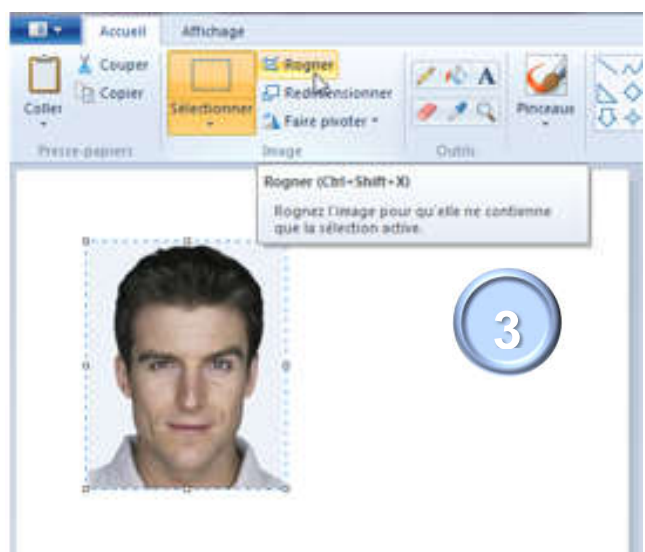 Accueil Affichage
Coller
Couper
Copier
Presse-papiers
Sélectionner
Rogner
Redimensionner
Faire pivoter
Image
A
Outils
Pinceaux
Rogner (Ctrl+Shift+X)
Rognez l'image pour qu'elle ne contienne
que la sélection active.
3